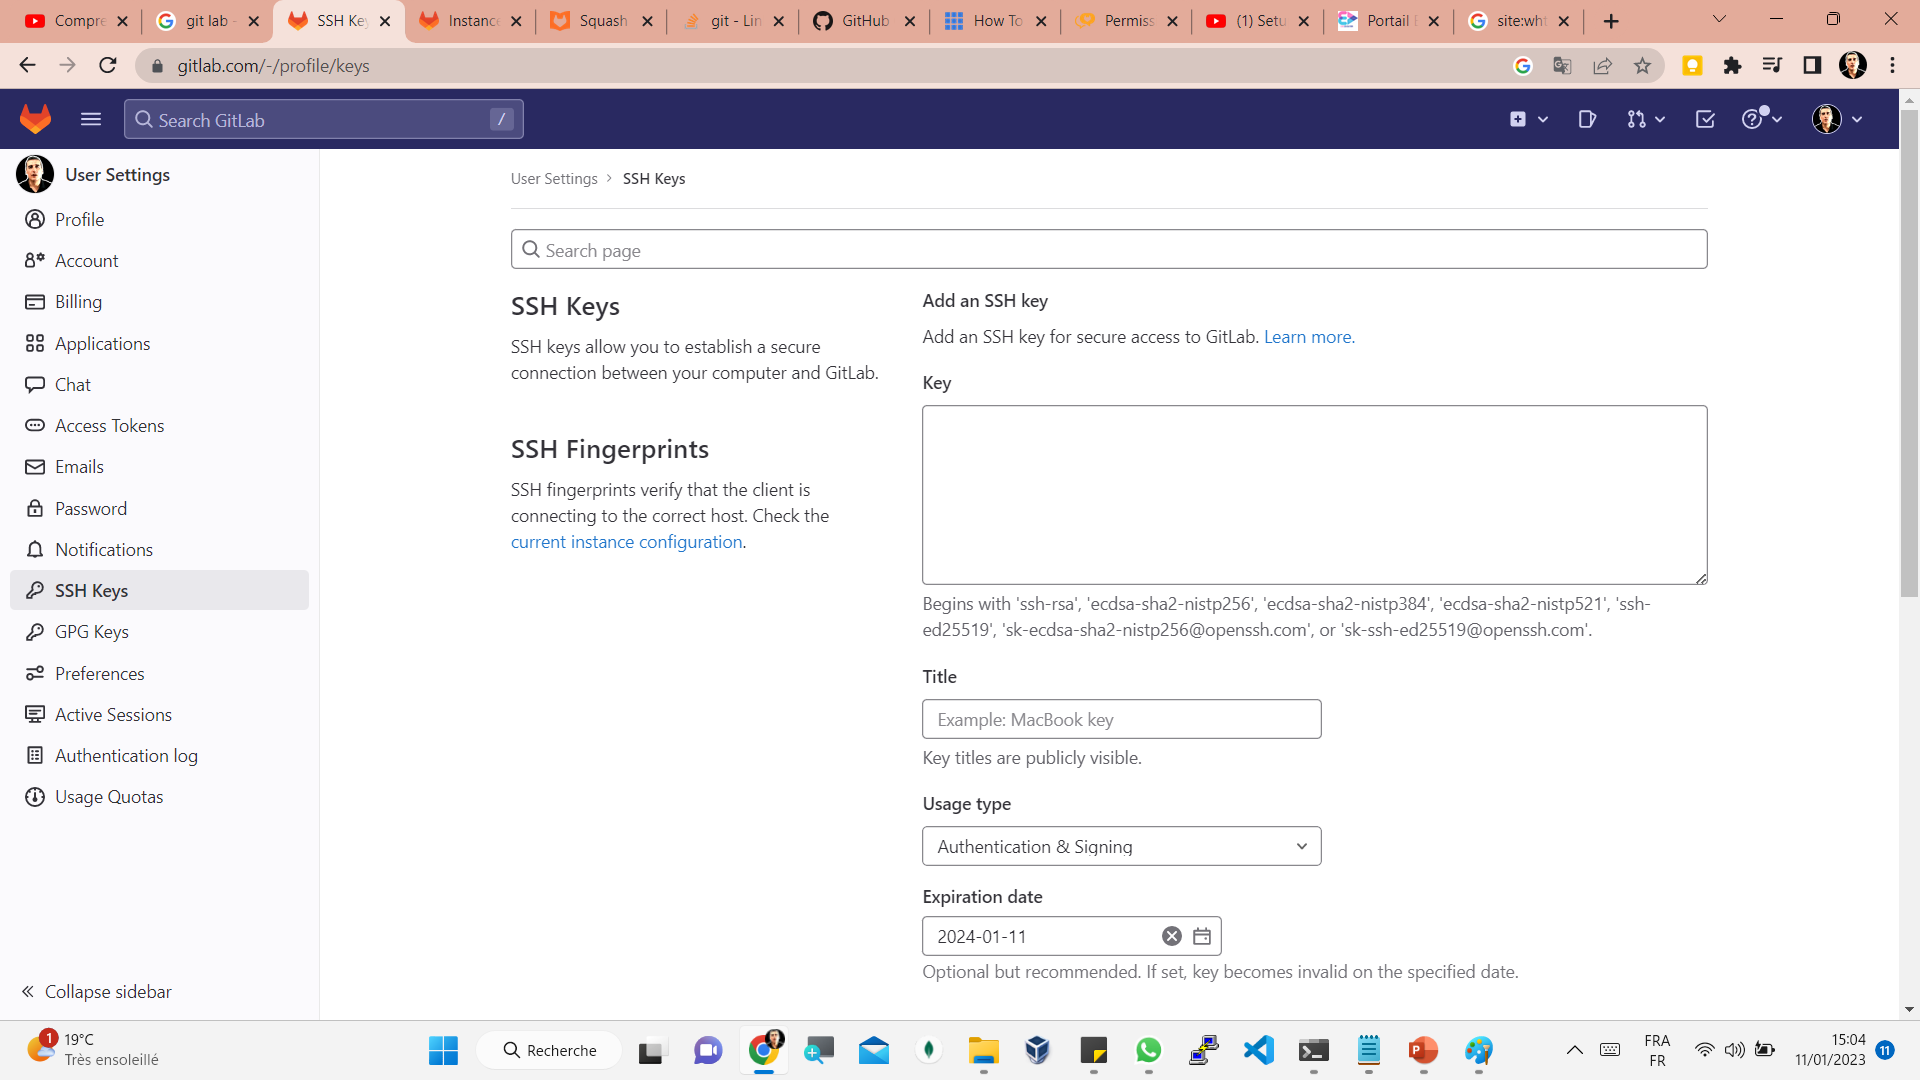 Compre
git lab -
SSH Key
Instance
Squash
git - Lin
GitHub
How To
Permiss
(1) Setu
Portail E
site:wht
gitlab.com/-/profile/keys
Search GitLab
/
User Settings
Profile
Account
Billing
Applications
Chat
Access Tokens
Emails
Password
Notifications
SSH Keys
GPG Keys
Preferences
Active Sessions
Authentication log
Usage Quotas
Collapse sidebar
User Settings
SSH Keys
Search page
SSH Keys
SSH keys allow you to establish a secure
connection between your computer and GitLab.
SSH Fingerprints
SSH fingerprints verify that the client is
connecting to the correct host. Check the
current instance configuration.
Add an SSH key
Add an SSH key for secure access to GitLab. Learn more.
Key
Begins with 'ssh-rsa', 'ecdsa-sha2-nistp256', 'ecdsa-sha2-nistp384', 'ecdsa-sha2-nistp521', 'ssh-
ed25519', 'sk-ecdsa-sha2-nistp256@openssh.com', or 'sk-ssh-ed25519@openssh.com'.
Title
Example: MacBook key
Key titles are publicly visible.
Usage type
Authentication & Signing
Expiration date
2024-01-11
Optional but recommended. If set, key becomes invalid on the specified date.
1
19°C
Très ensoleillé
Recherche
FRA
FR
15:04
11/01/2023
11